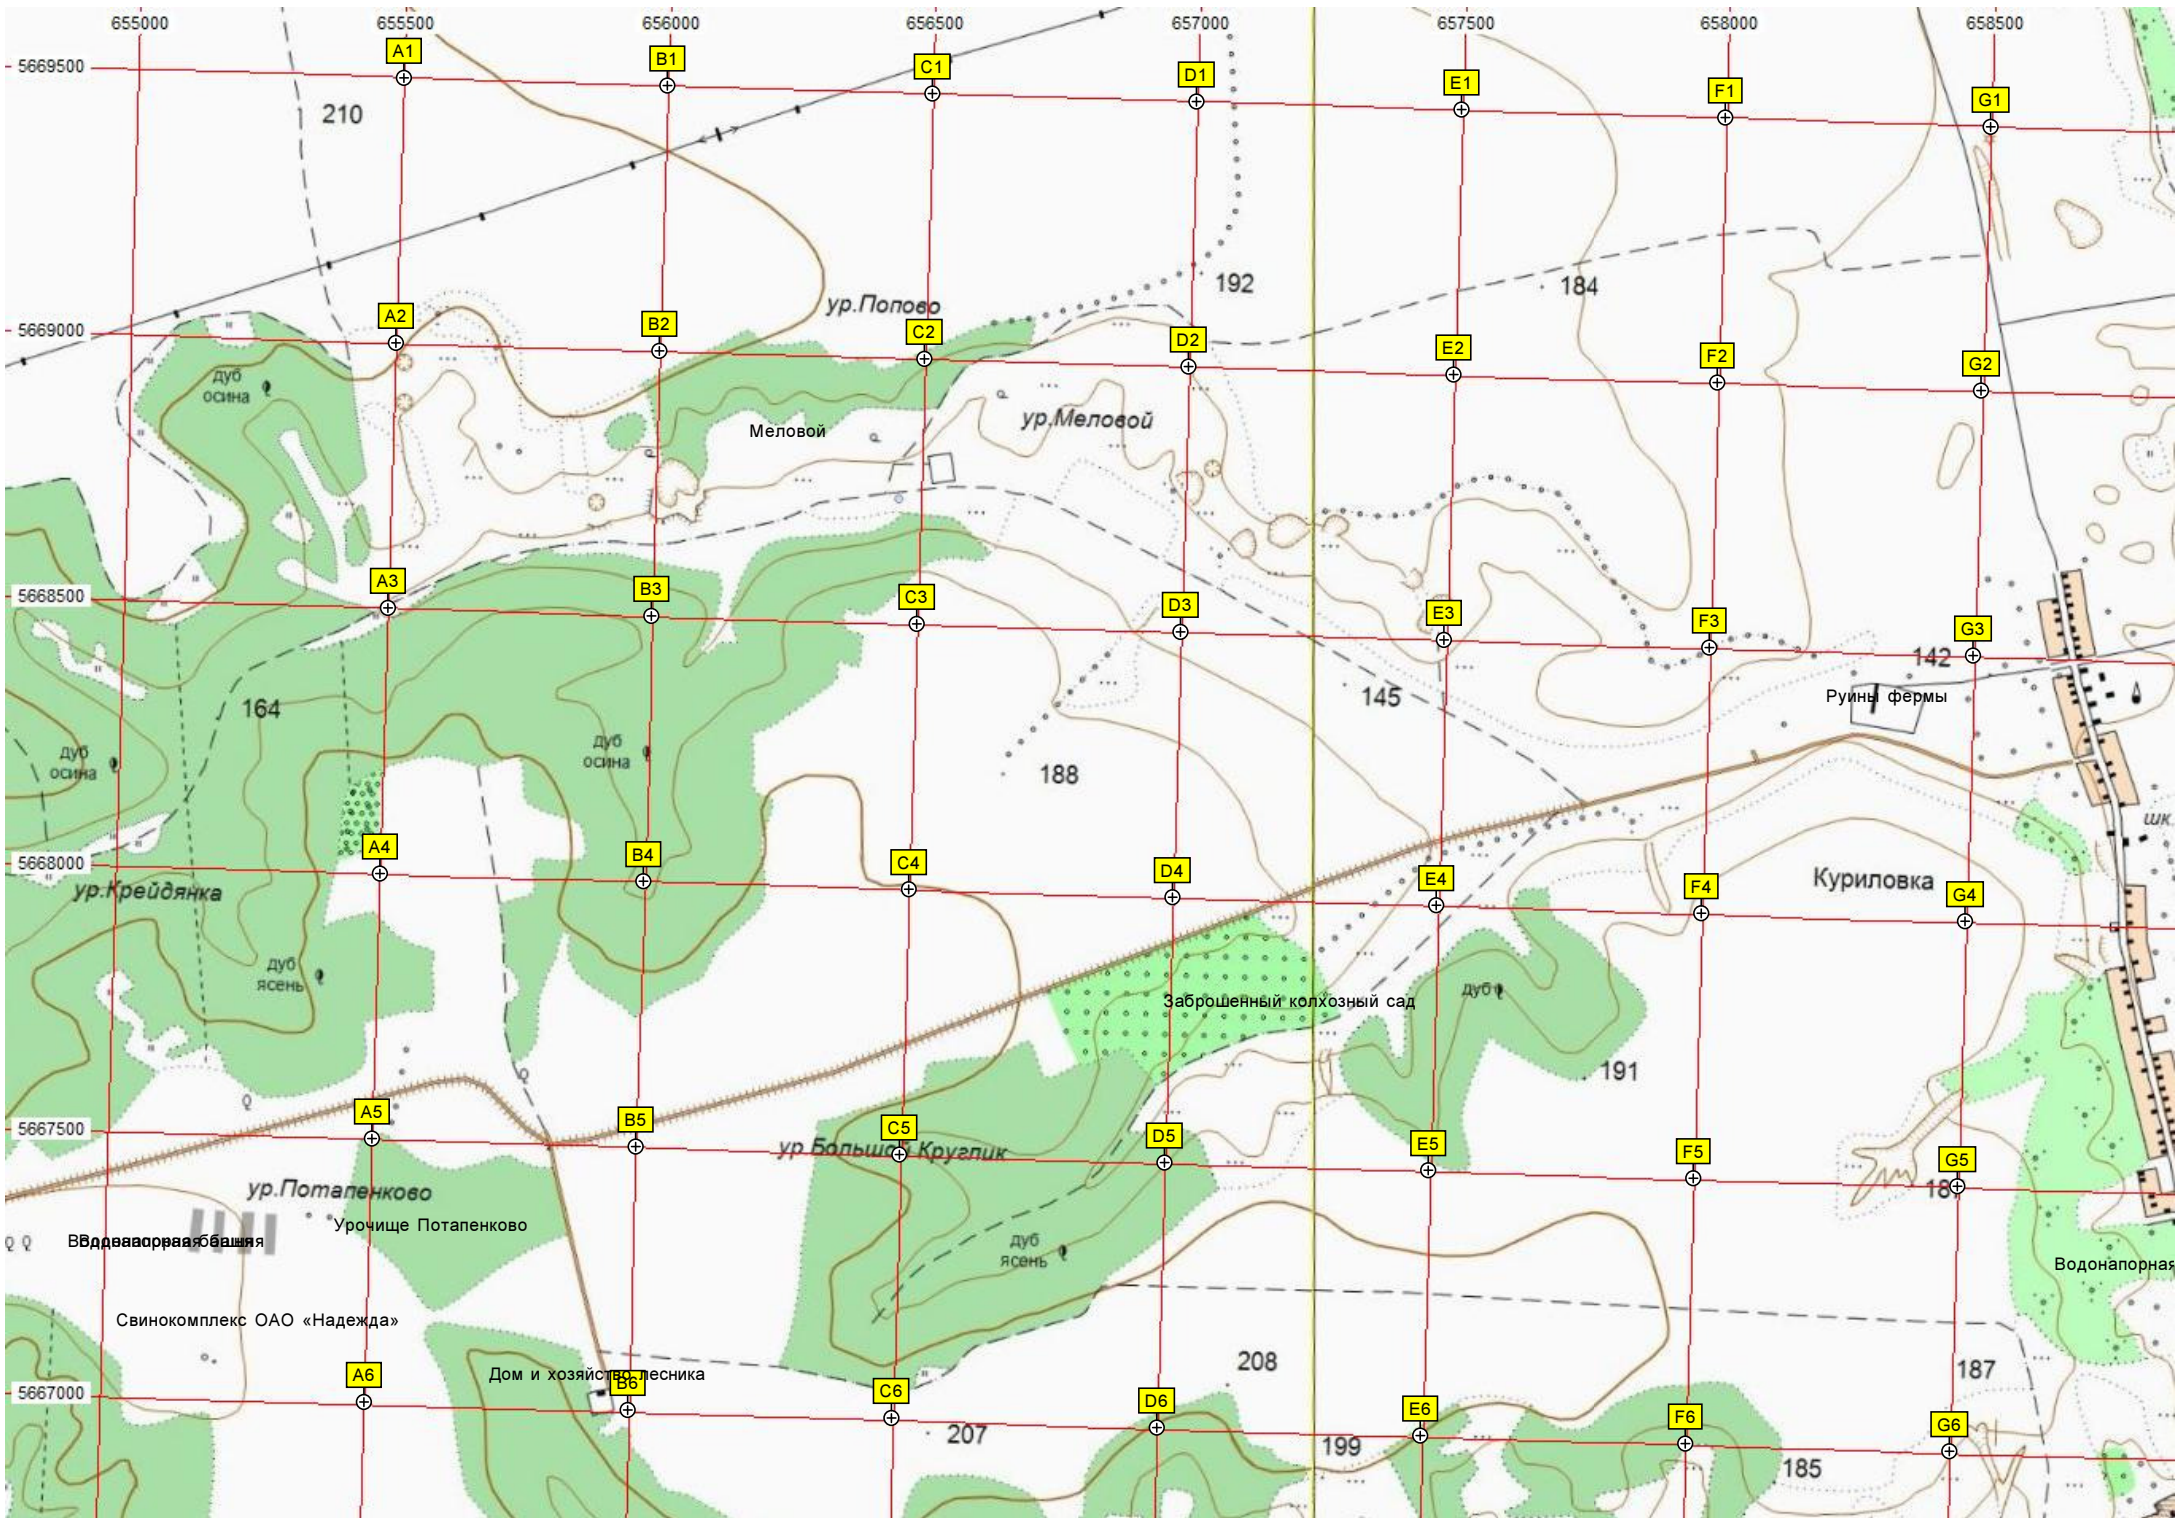 655000 655500 656000 656500 657000 657500 658000 658500
5669500
A1 B1 C1 D1 E1 F1 G1
210
192
184
ур.Попово
5669000
A2 B2 C2 D2 E2 F2 G2
дуб
осина
Меловой
ур.Меловой
5668500
A3 B3 C3 D3 E3 F3 G3
142
164
145
Руины фермы
дуб
осина
дуб
осина
188
шк.
5668000
A4 B4 C4 D4 E4 F4 G4
ур.Крейдянка
Куриловка
дуб
ясень
Заброшенный колхозный сад
дуб
191
5667500
A5 B5 C5 D5 E5 F5 G5
ур.Большой Круглик
ур.Потапенково
Урочище Потапенково
Водонапорная башня
дуб
ясень
Водонапорная
Свинокомплекс ОАО «Надежда»
208
187
Дом и хозяйство лесника
5667000
A6 B6 C6 D6 E6 F6 G6
207
199
185